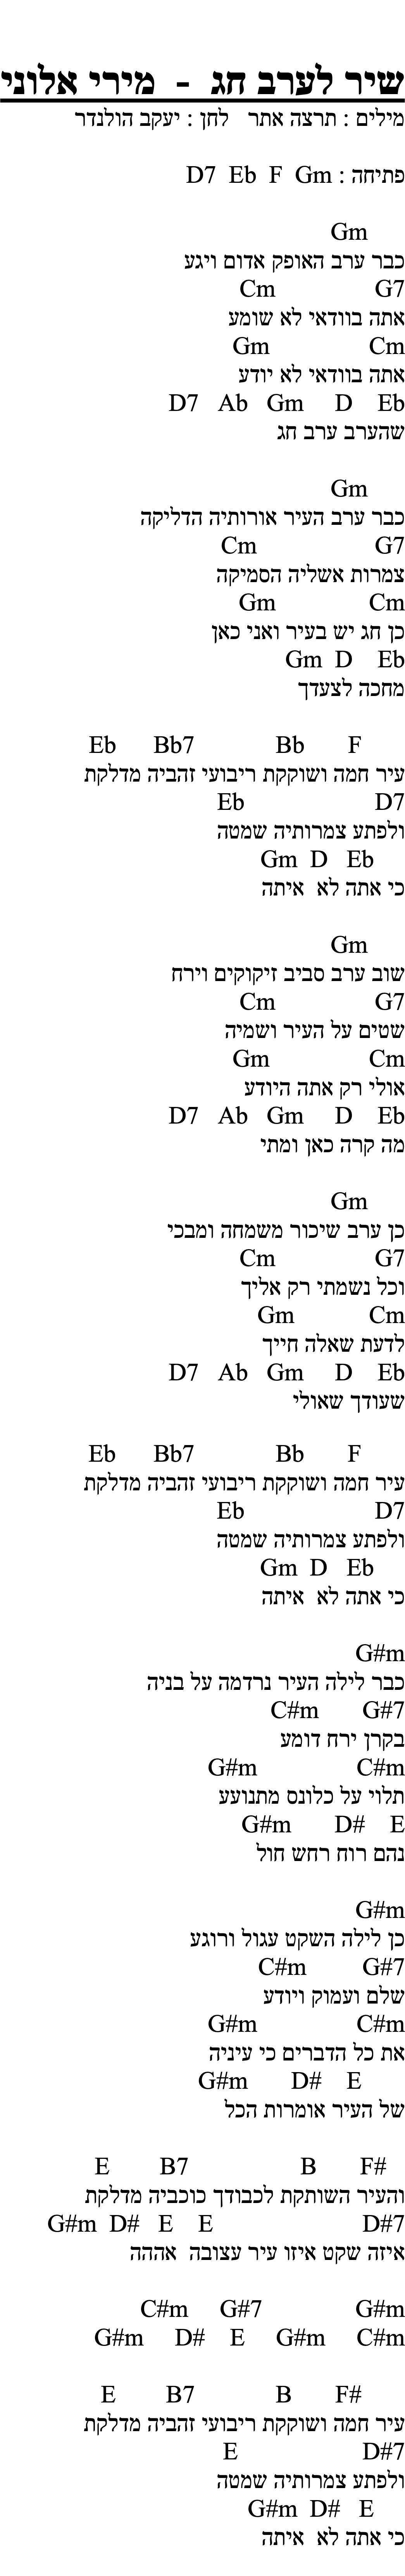 שיר לערב חג - מירי אלוני
מילים : תרצה אתר לחן : יעקב הולנדר
פתיחה : D7 Eb F Gm
Gm
כבר ערב האופק אדום ויגע
Cm G7
אתה בוודאי לא שומע
Gm Cm
אתה בוודאי לא יודע
D7 Ab Gm D Eb
שהערב ערב חג
Gm
כבר ערב העיר אורותיה הדליקה
Cm G7
צמרות אשליה הסמיקה
Gm Cm
כן חג יש בעיר ואני כאן
Gm D Eb
מחכה לצעדך
Eb Bb7 Bb F
עיר חמה ושוקקת ריבועי זהביה מדלקת
Eb D7
ולפתע צמרותיה שמטה
Gm D Eb
כי אתה לא איתה
Gm
שוב ערב סביב זיקוקים וירח
Cm G7
שטים על העיר ושמיה
Gm Cm
אולי רק אתה היודע
D7 Ab Gm D Eb
מה קרה כאן ומתי
Gm
כן ערב שיכור משמחה ומבכי
Cm G7
וכל נשמתי רק אליך
Gm Cm
לדעת שאלה חייך
D7 Ab Gm D Eb
שעודך שאולי
Eb Bb7 Bb F
עיר חמה ושוקקת ריבועי זהביה מדלקת
Eb D7
ולפתע צמרותיה שמטה
Gm D Eb
כי אתה לא איתה
G#m
כבר לילה העיר נרדמה על בניה
C#m G#7
בקרן ירח דומע
G#m C#m
תלוי על כלונס מתנועע
G#m D# E
נהם רוח רחש חול
G#m
כן לילה השקט עגול ורוגע
C#m G#7
שלם ועמוק ויודע
G#m C#m
את כל הדברים כי עיניה
G#m D# E
של העיר אומרות הכל
E B7 B F#
והעיר השותקת לכבודך כוכביה מדלקת
G#m D# E E D#7
איזה שקט איזו עיר עצובה אההה
C#m G#7 G#m
G#m D# E G#m C#m
E B7 B F#
עיר חמה ושוקקת ריבועי זהביה מדלקת
E D#7
ולפתע צמרותיה שמטה
G#m D# E
כי אתה לא איתה